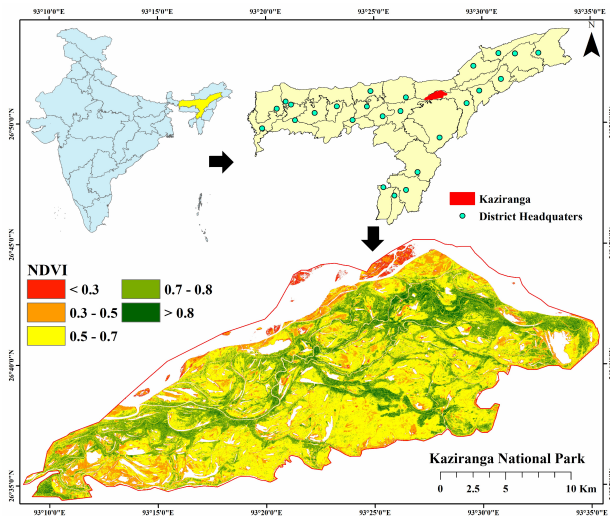 93°10'0"E 93°15'0"E 93°20'0"E 93°25'0"E 93°30'0"E 93°35'0"E
N
26°50'0"N
Kaziranga
District Headquaters
26°45'0"N
NDVI
< 0.3
0.7 - 0.8
0.3 - 0.5
> 0.8
0.5 - 0.7
26°40'0"N
Kaziranga National Park
0 2.5 5 10 Km
26°35'0"N
93°10'0"E 93°15'0"E 93°20'0"E 93°25'0"E 93°30'0"E 93°35'0"E